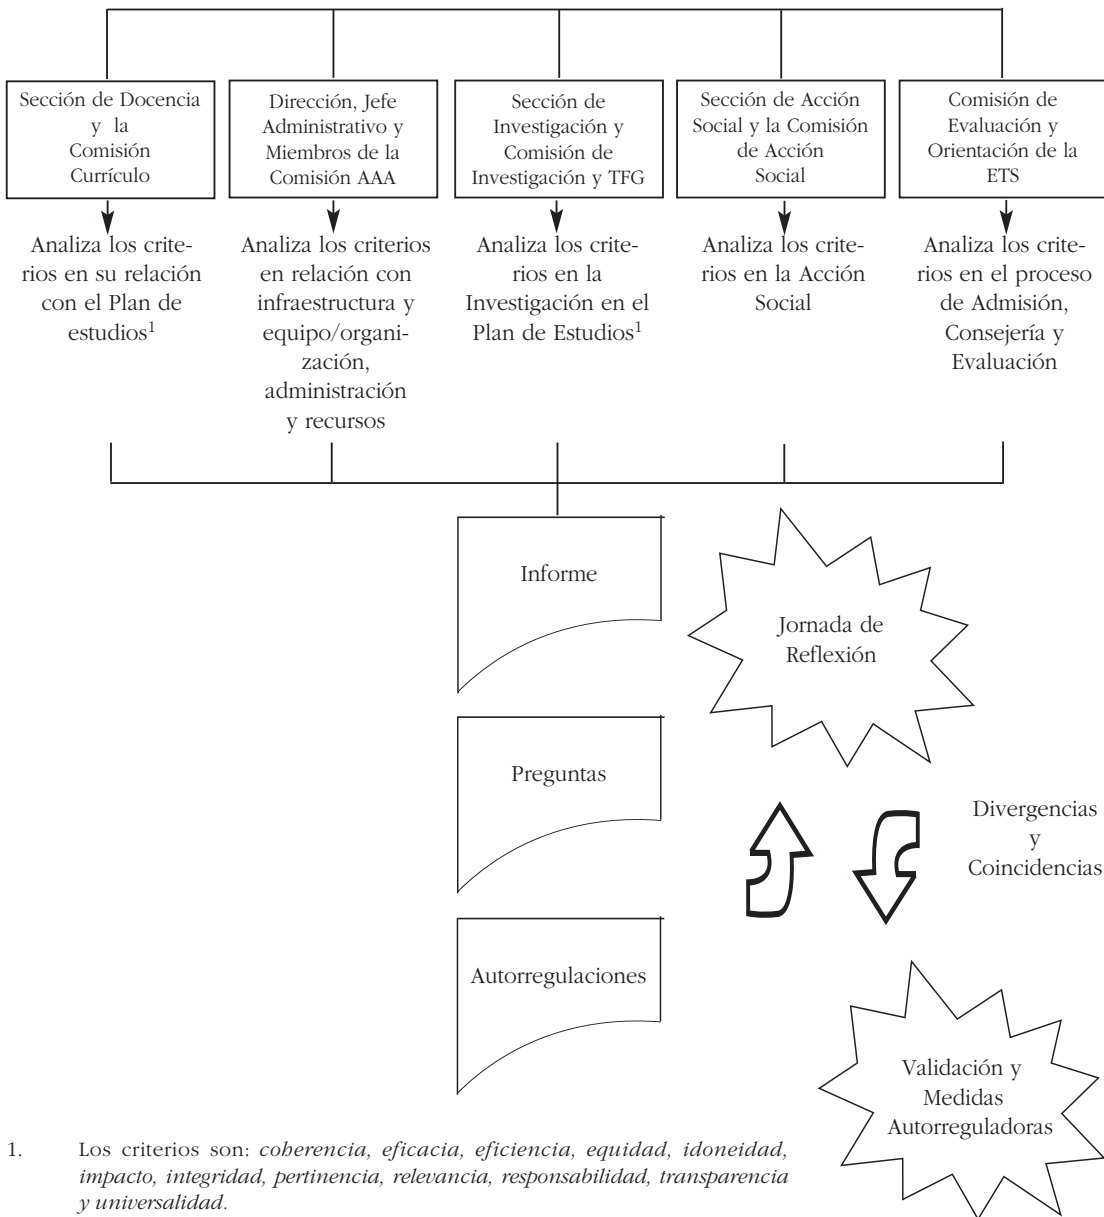 Sección de Docencia
y la
Comisión
Currículo
Dirección, Jefe
Administrativo y
Miembros de la
Comisión AAA
Sección de
Investigación y
Comisión de
Investigación y TFG
Sección de Acción
Social y la Comisión
de Acción
Social
Comisión de
Evaluación y
Orientación de la
ETS
Analiza los crite-
rios en su relación
con el Plan de
estudios1
Analiza los criterios
en relación con
infraestructura y
equipo/organi-
zación,
administración
y recursos
Analiza los crite-
rios en la
Investigación en el
Plan de Estudios1
Analiza los crite-
rios en la Acción
Social
Analiza los crite-
rios en el proceso
de Admisión,
Consejería y
Evaluación
Informe
Jornada de
Reflexión
Preguntas
Divergencias
y
Coincidencias
Autorregulaciones
Validación y
Medidas
Autorreguladoras
1. Los criterios son: coherencia, eficacia, eficiencia, equidad, idoneidad,
impacto, integridad, pertinencia, relevancia, responsabilidad, transparencia
y universalidad.